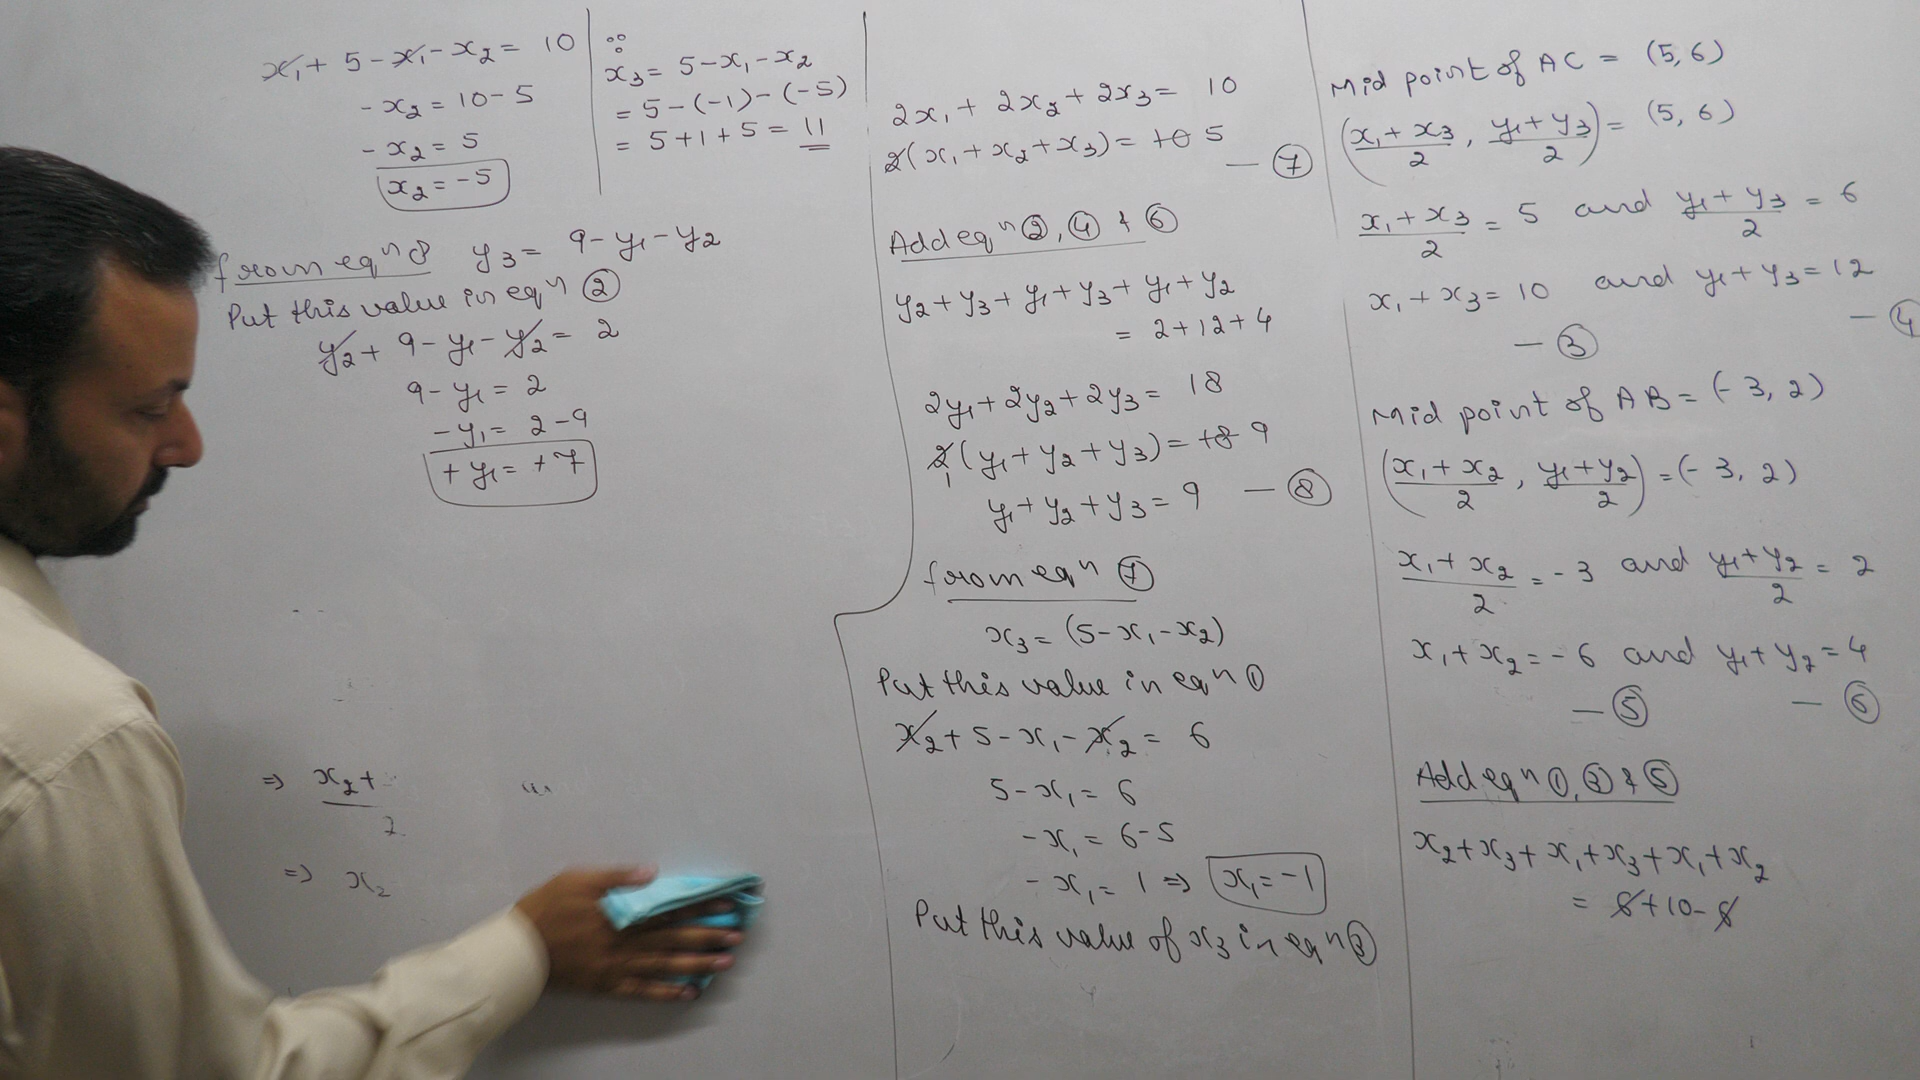 x₁ + 5 - x₁ - x₂ = 10
- x₂ = 10 - 5
- x₂ = 5
x₂ = -5
x₃ = 5 - x₁ - x₂
= 5 - (-1) - (-5)
= 5 + 1 + 5 = 11
from eqⁿ 8 y₃ = 9 - y₁ - y₂
Put this value in eqⁿ ②
y₂ + 9 - y₁ - y₂ = 2
9 - y₁ = 2
- y₁ = 2 - 9
+ y₁ = + 7
⇒ x₂ +
2
⇒ x₂
2x₁ + 2x₂ + 2x₃ = 10
2(x₁ + x₂ + x₃) = 10 5 — ⑦
Add eqⁿ ②, ④ & ⑥
y₂ + y₃ + y₁ + y₃ + y₁ + y₂
= 2 + 12 + 4
2y₁ + 2y₂ + 2y₃ = 18
2(y₁ + y₂ + y₃) = 18 9
1
y₁ + y₂ + y₃ = 9 — ⑧
from eqⁿ ⑦
x₃ = (5 - x₁ - x₂)
Put this value in eqⁿ ①
x₂ + 5 - x₁ - x₂ = 6
5 - x₁ = 6
- x₁ = 6 - 5
- x₁ = 1 ⇒ x₁ = -1
Put this value of x₃ in eqⁿ ③
Mid point of AC = (5, 6)
(x₁ + x₃ / 2, y₁ + y₃ / 2) = (5, 6)
x₁ + x₃ / 2 = 5 and y₁ + y₃ / 2 = 6
x₁ + x₃ = 10 and y₁ + y₃ = 12
— ③ — ④
Mid point of AB = (-3, 2)
(x₁ + x₂ / 2, y₁ + y₂ / 2) = (-3, 2)
x₁ + x₂ / 2 = -3 and y₁ + y₂ / 2 = 2
x₁ + x₂ = -6 and y₁ + y₂ = 4
— ⑤ — ⑥
Add eqⁿ ①, ③ & ⑤
x₂ + x₃ + x₁ + x₃ + x₁ + x₂
= 6 + 10 - 6